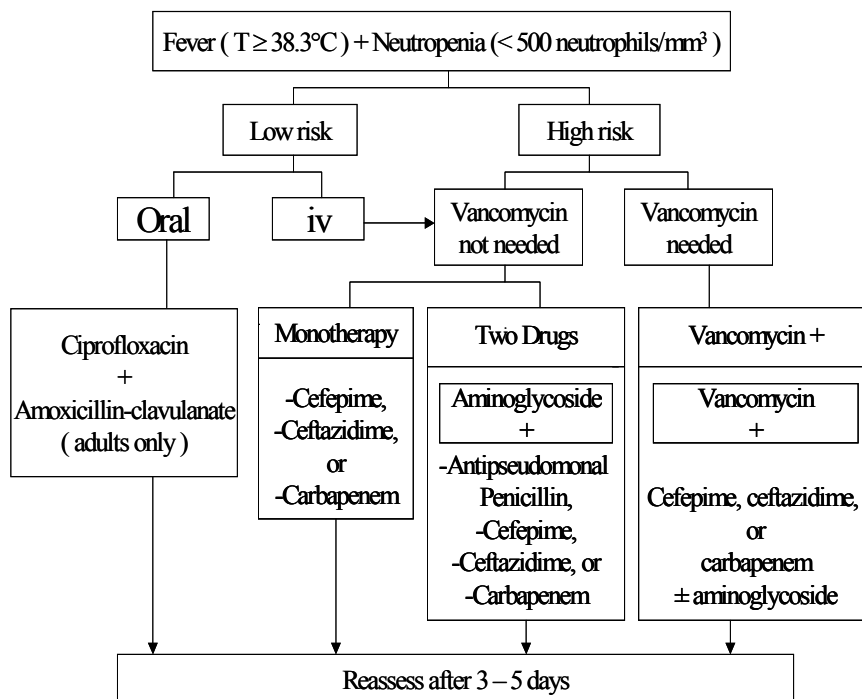 Fever ( T ≥ 38.3°C ) + Neutropenia (< 500 neutrophils/mm³ )
Low risk
High risk
Oral
iv
Vancomycin
not needed
Vancomycin
needed
Ciprofloxacin
+
Amoxicillin-clavulanate
( adults only )
Monotherapy
-Cefepime,
-Ceftazidime,
or
-Carbapenem
Two Drugs
Aminoglycoside
+
-Antipseudomonal
Penicillin,
-Cefepime,
-Ceftazidime, or
-Carbapenem
Vancomycin +
Vancomycin
+
Cefepime, ceftazidime,
or
carbapenem
± aminoglycoside
Reassess after 3 – 5 days